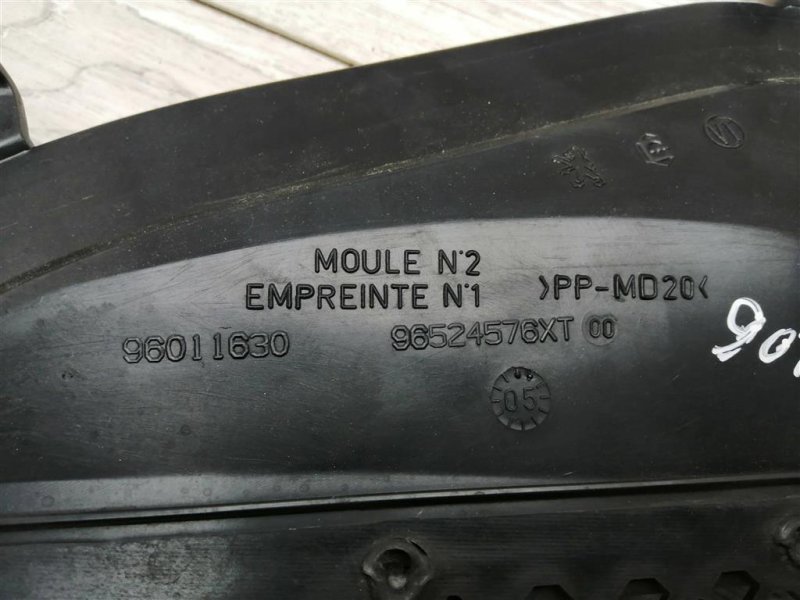 MOULE N°2
EMPREINTE N°1 >PP-MD20<
96011630 96524576XT 00
05